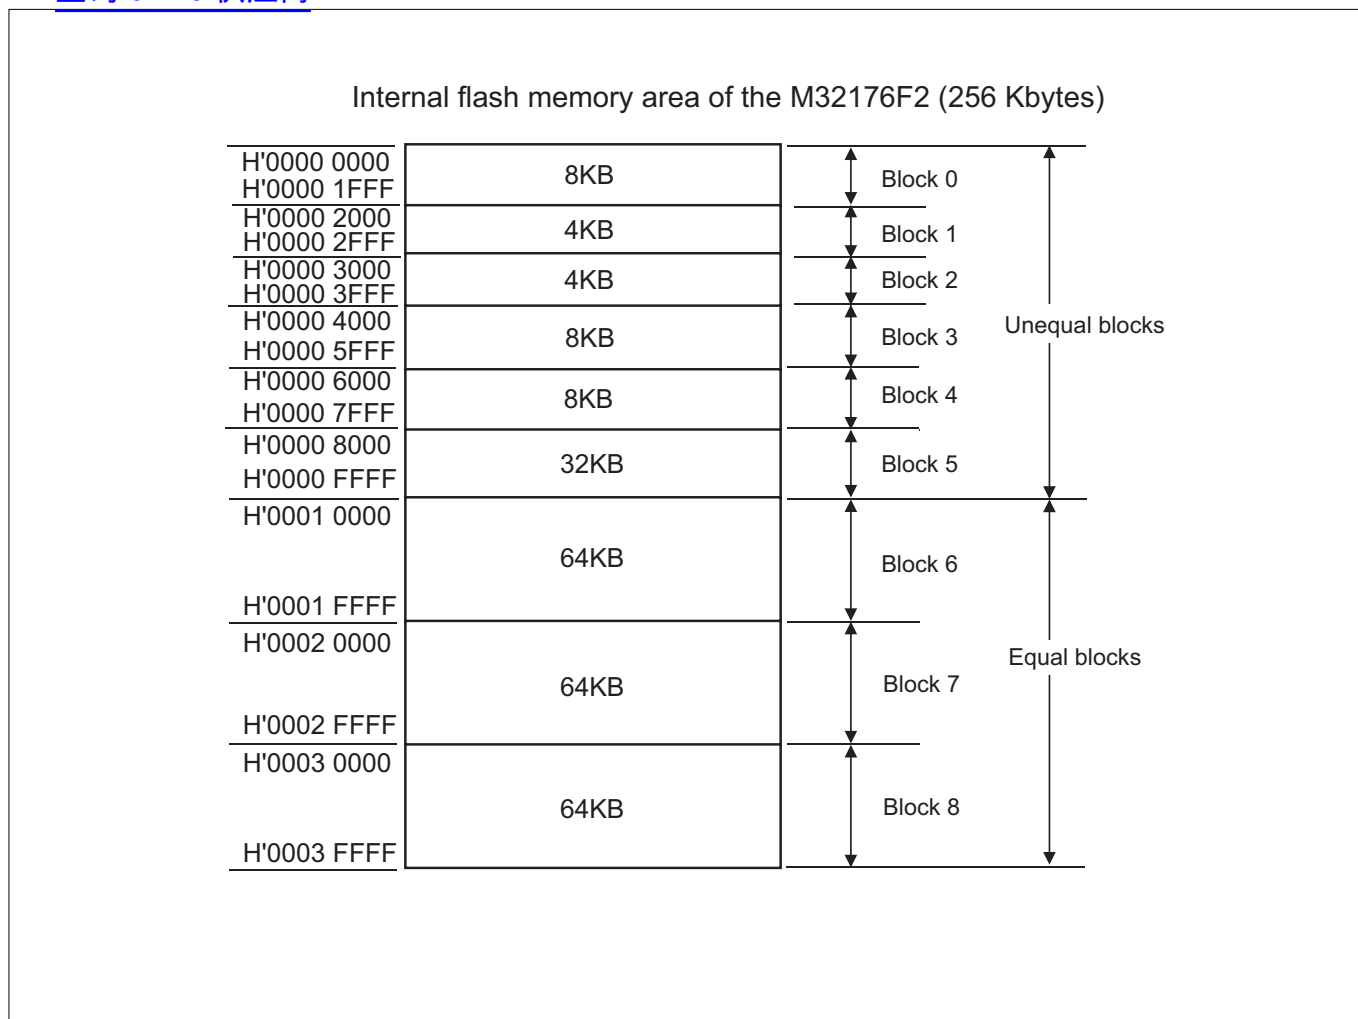 Internal flash memory area of the M32176F2 (256 Kbytes)
H'0000 0000
H'0000 1FFF
8KB
Block 0
H'0000 2000
H'0000 2FFF
4KB
Block 1
H'0000 3000
H'0000 3FFF
4KB
Block 2
H'0000 4000
H'0000 5FFF
8KB
Block 3
Unequal blocks
H'0000 6000
H'0000 7FFF
8KB
Block 4
H'0000 8000
H'0000 FFFF
32KB
Block 5
H'0001 0000
H'0001 FFFF
64KB
Block 6
H'0002 0000
H'0002 FFFF
64KB
Block 7
Equal blocks
H'0003 0000
H'0003 FFFF
64KB
Block 8